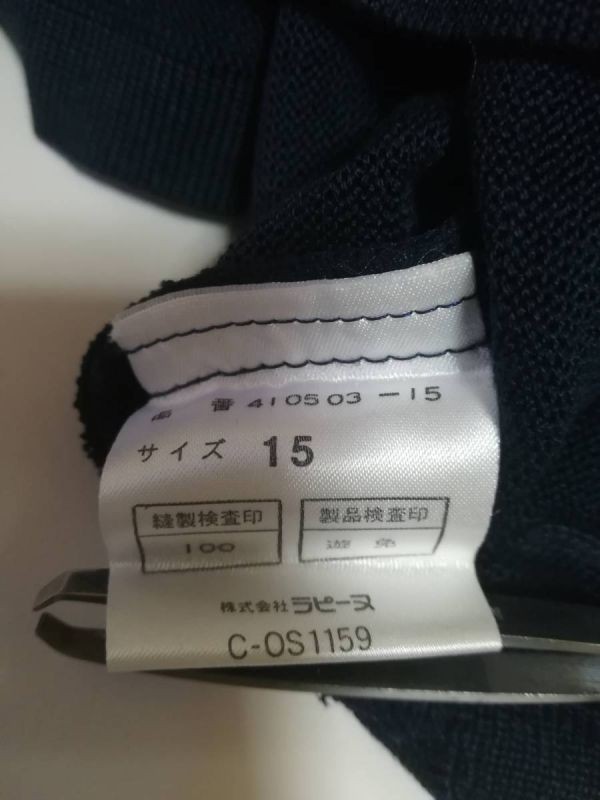 品 番 410503-15
サイズ 15
縫製検査印 製品検査印
100
株式会社ラピーヌ
C-OS1159